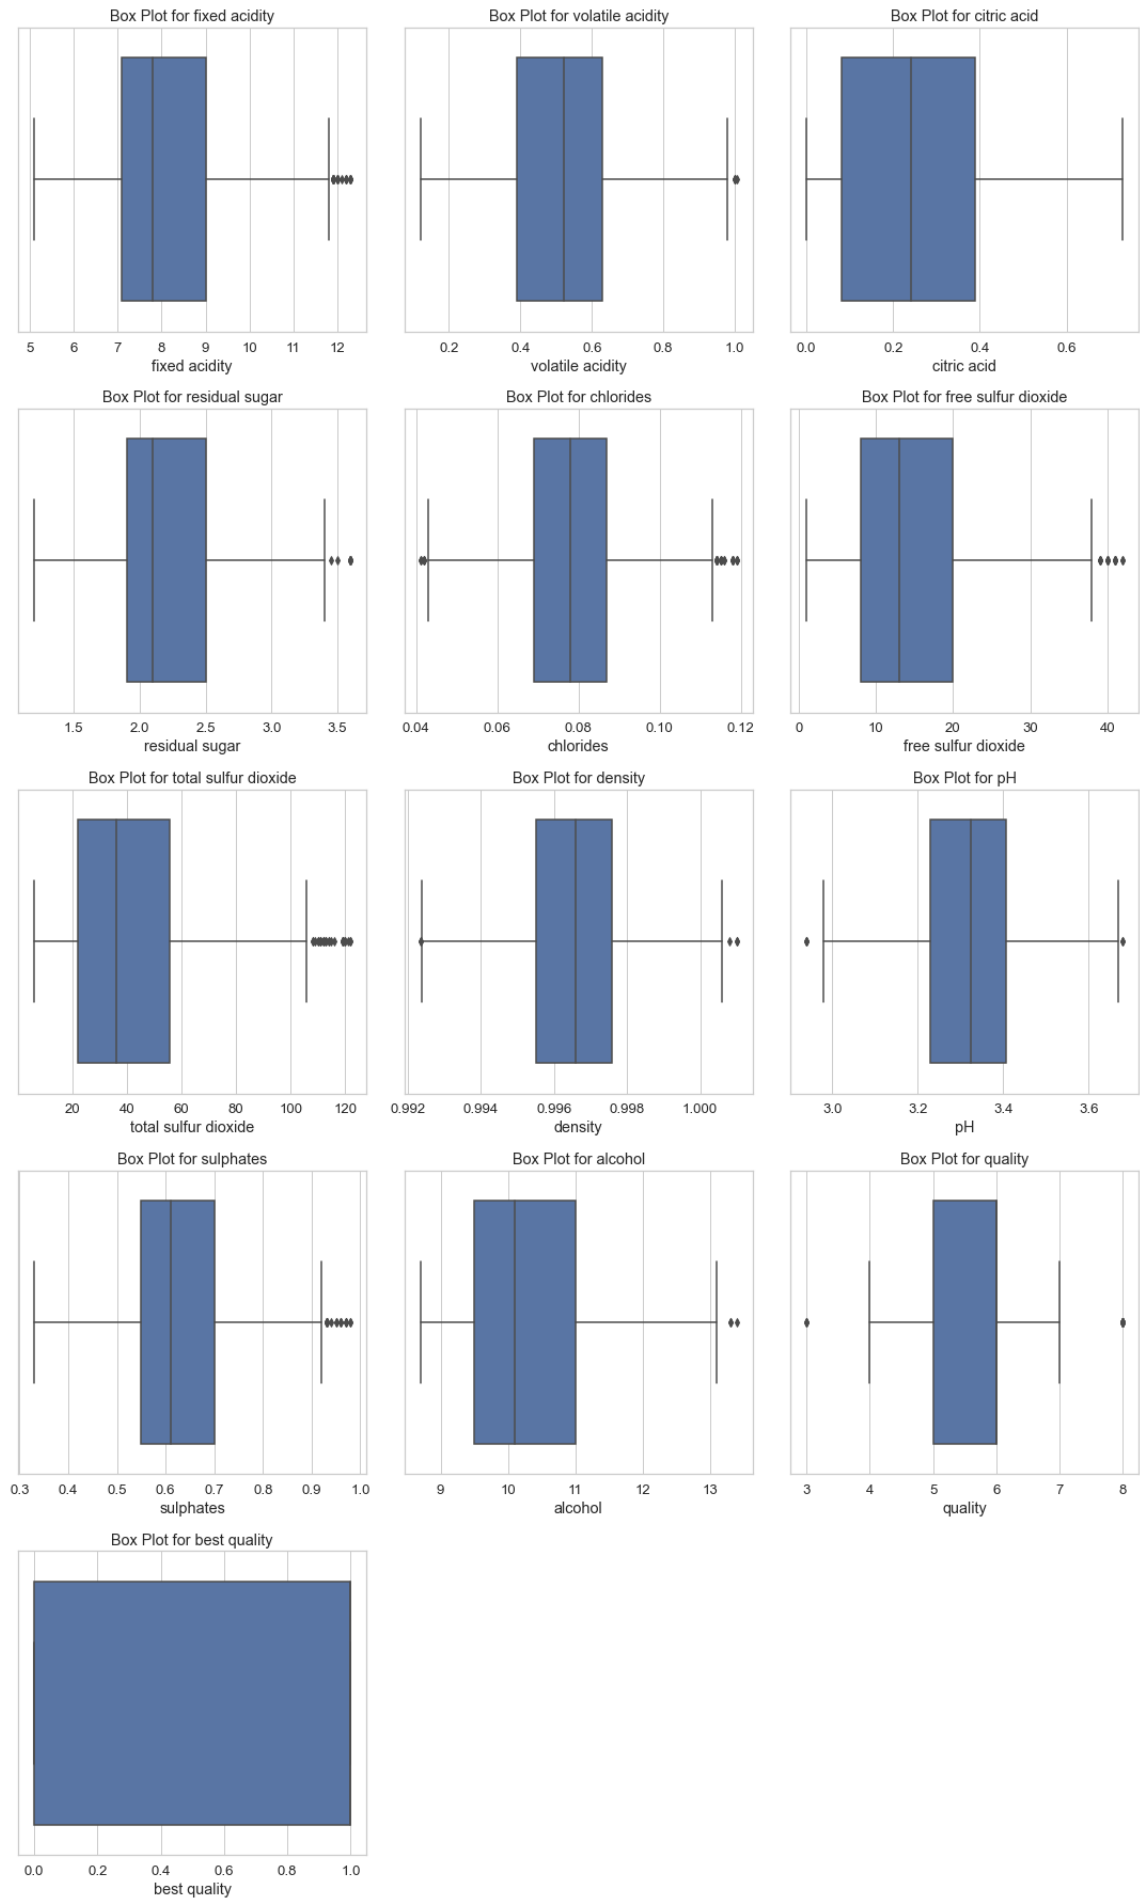 Box Plot for fixed acidity Box Plot for volatile acidity Box Plot for citric acid
5 6 7 8 9 10 11 12 0.2 0.4 0.6 0.8 1.0 0.0 0.2 0.4 0.6
fixed acidity volatile acidity citric acid
Box Plot for residual sugar Box Plot for chlorides Box Plot for free sulfur dioxide
1.5 2.0 2.5 3.0 3.5 0.04 0.06 0.08 0.10 0.12 0 10 20 30 40
residual sugar chlorides free sulfur dioxide
Box Plot for total sulfur dioxide Box Plot for density Box Plot for pH
20 40 60 80 100 120 0.992 0.994 0.996 0.998 1.000 3.0 3.2 3.4 3.6
total sulfur dioxide density pH
Box Plot for sulphates Box Plot for alcohol Box Plot for quality
0.3 0.4 0.5 0.6 0.7 0.8 0.9 1.0 9 10 11 12 13 3 4 5 6 7 8
sulphates alcohol quality
Box Plot for best quality
0.0 0.2 0.4 0.6 0.8 1.0
best quality